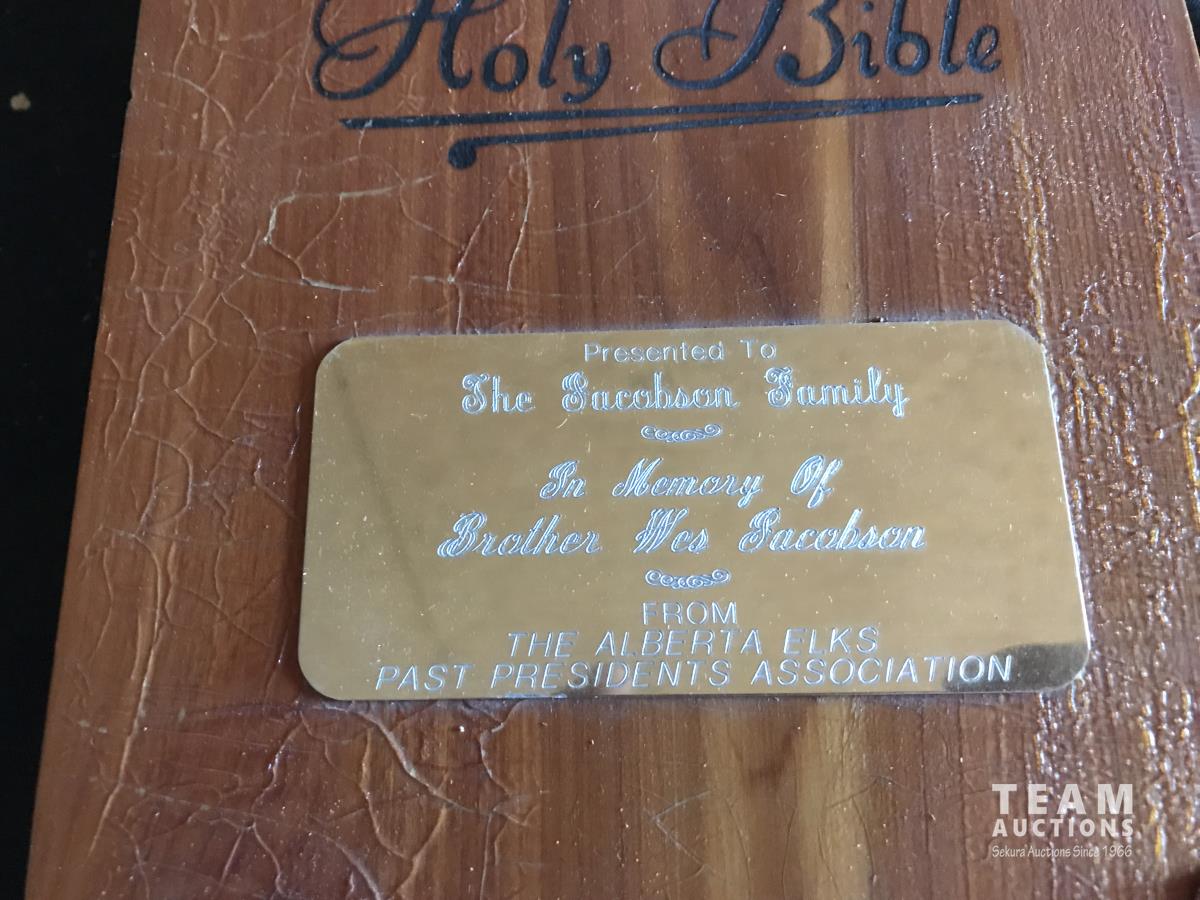 Holy Bible
Presented To
The Jacobson Family
In Memory Of
Brother Wes Jacobson
FROM
THE ALBERTA ELKS
PAST PRESIDENTS ASSOCIATION
TEAM
AUCTIONS
Sekura Auctions Since 1966